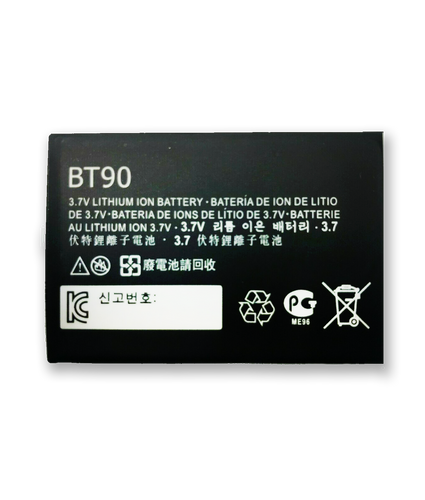 BT90
3.7V LITHIUM ION BATTERY · BATERÍA DE ION DE LITIO
DE 3.7V · BATERIA DE IONS DE LÍTIO DE 3.7V · BATTERIE
AU LITHIUM ION 3.7V · 3.7V 리튬 이온 배터리 · 3.7
伏特鋰離子電池 · 3.7 伏特鋰離子電池
廢電池請回收
신고번호:
ME96